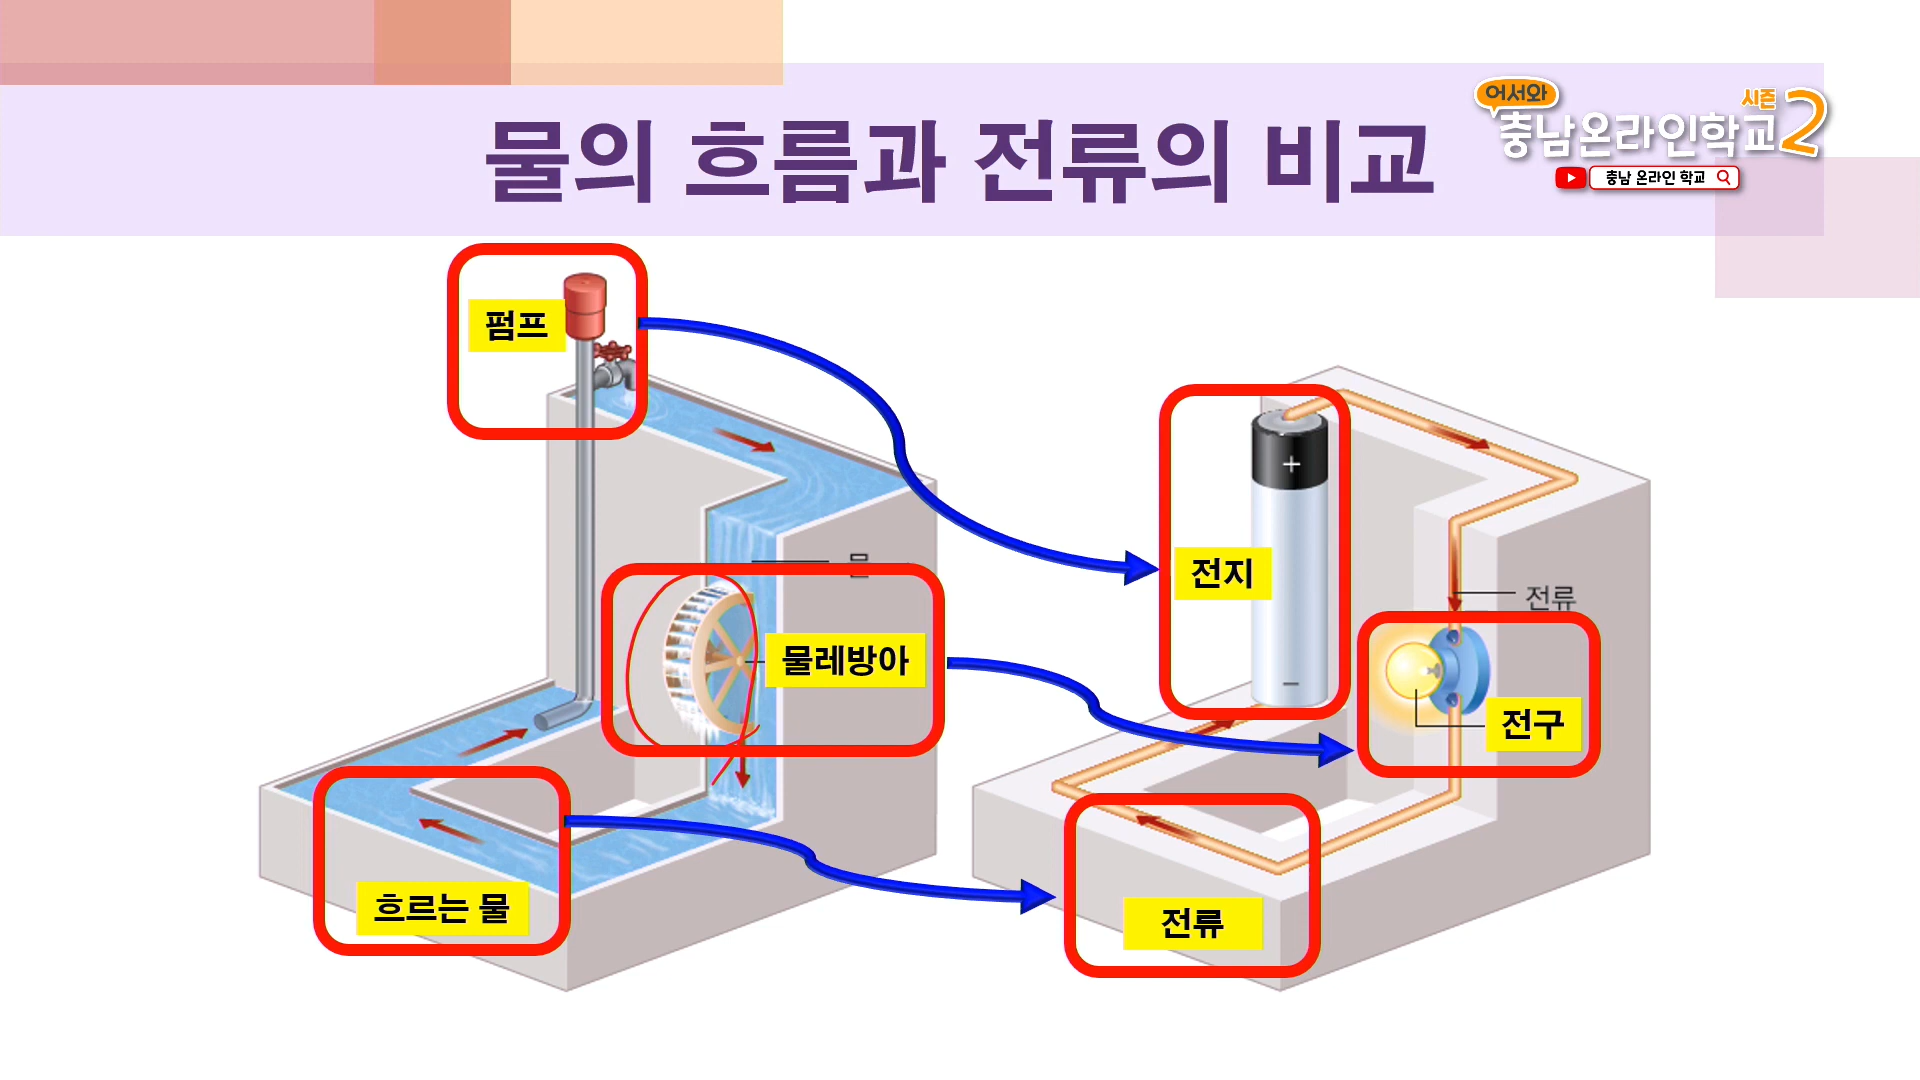 어서와
시즌
충남온라인학교2
충남 온라인 학교
물의 흐름과 전류의 비교
펌프
물
물레방아
흐르는 물
+
전지
−
전류
전구
전류